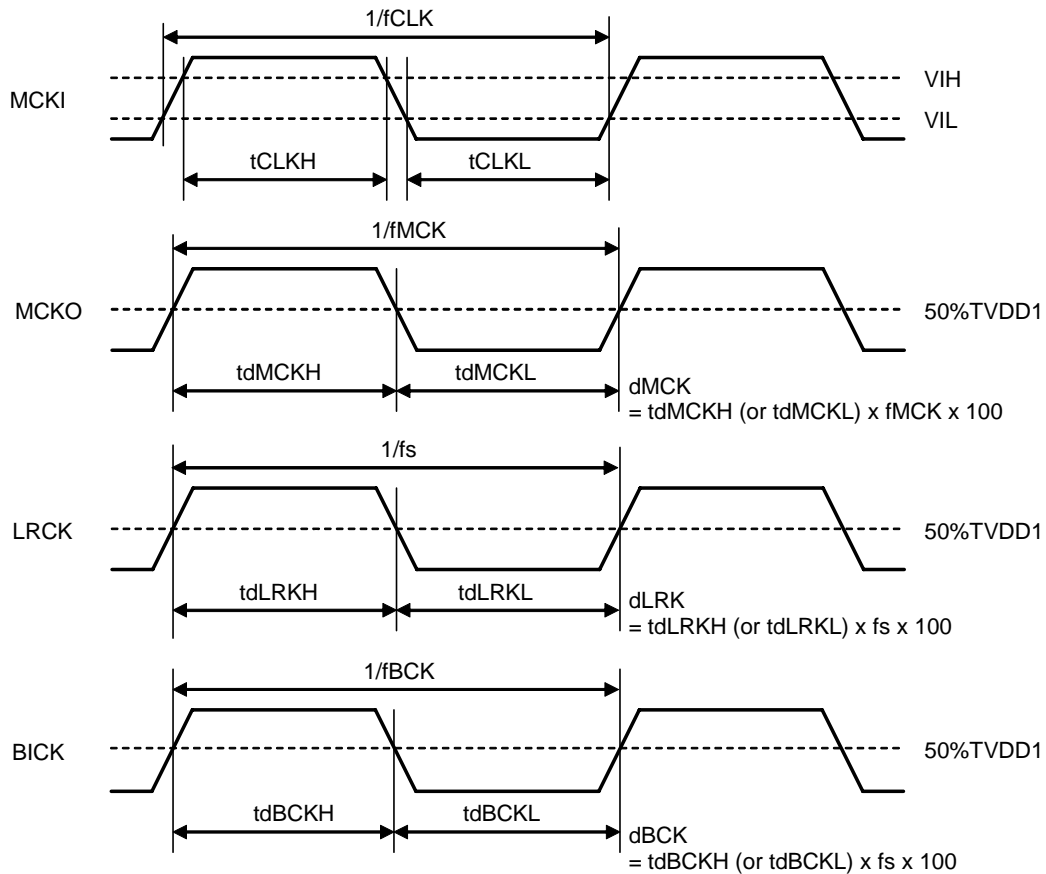 1/fCLK
MCKI
VIH
VIL
tCLKH
tCLKL
1/fMCK
MCKO
50%TVDD1
tdMCKH
tdMCKL
dMCK
= tdMCKH (or tdMCKL) x fMCK x 100
1/fs
LRCK
50%TVDD1
tdLRKH
tdLRKL
dLRK
= tdLRKH (or tdLRKL) x fs x 100
1/fBCK
BICK
50%TVDD1
tdBCKH
tdBCKL
dBCK
= tdBCKH (or tdBCKL) x fs x 100